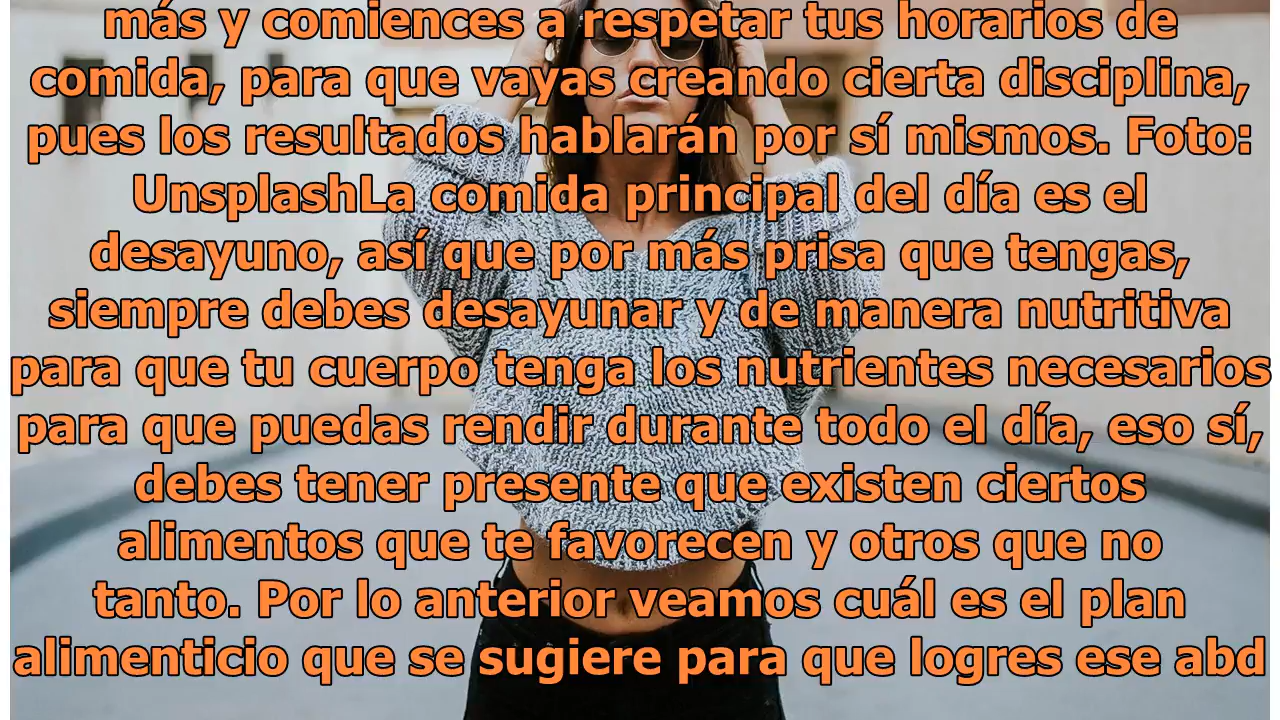 más y comiences a respetar tus horarios de
comida, para que vayas creando cierta disciplina,
pues los resultados hablarán por sí mismos. Foto:
UnsplashLa comida principal del día es el
desayuno, así que por más prisa que tengas,
siempre debes desayunar y de manera nutritiva
para que tu cuerpo tenga los nutrientes necesarios
para que puedas rendir durante todo el día, eso sí,
debes tener presente que existen ciertos
alimentos que te favorecen y otros que no
tanto. Por lo anterior veamos cuál es el plan
alimenticio que se sugiere para que logres ese abd